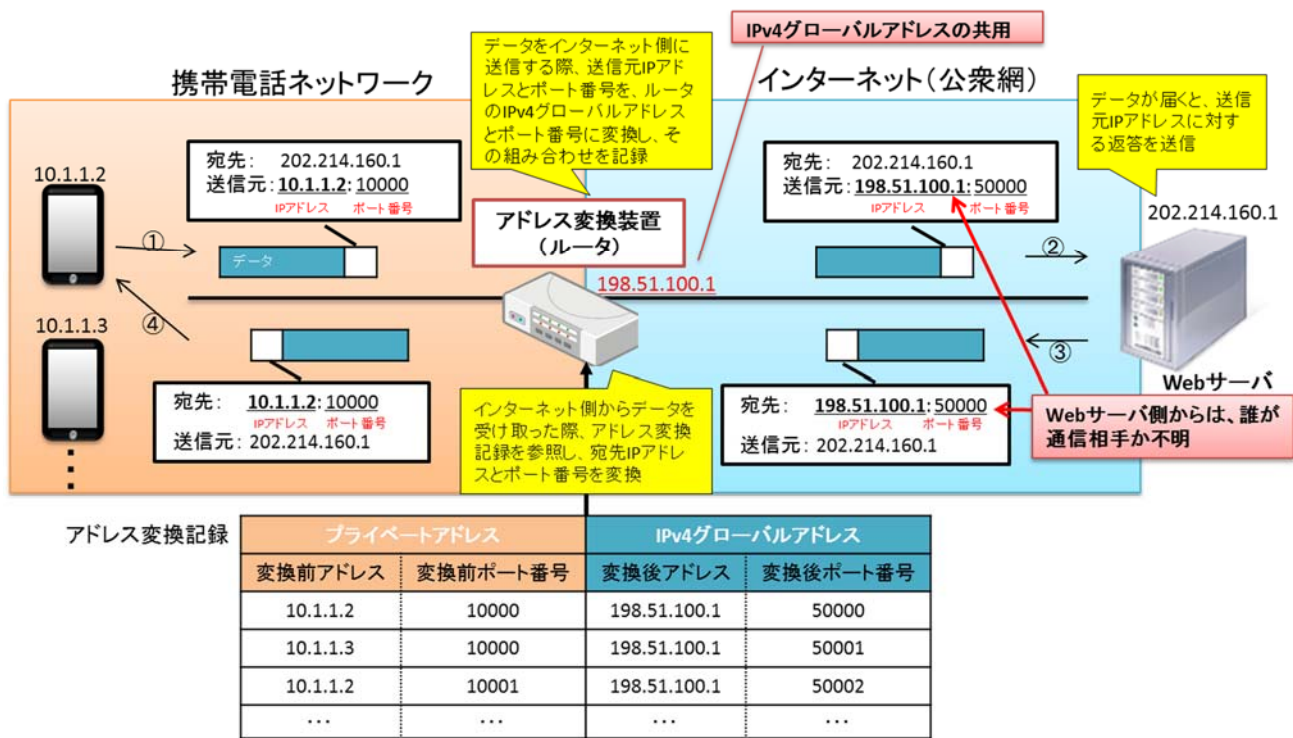 IPv4グローバルアドレスの共用
データをインターネット側に
送信する際、送信元IPアド
レスとポート番号を、ルータ
のIPv4グローバルアドレス
とポート番号に変換し、そ
の組み合わせを記録
携帯電話ネットワーク
インターネット(公衆網)
データが届くと、送信
元IPアドレスに対す
る返答を送信
10.1.1.2
宛先: 202.214.160.1
送信元:10.1.1.2:10000
IPアドレス ポート番号
宛先: 202.214.160.1
送信元:198.51.100.1:50000
IPアドレス ポート番号
202.214.160.1
アドレス変換装置
(ルータ)
①
データ
②
198.51.100.1
10.1.1.3
④
③
宛先: 10.1.1.2:10000
IPアドレス ポート番号
送信元:202.214.160.1
インターネット側からデータを
受け取った際、アドレス変換
記録を参照し、宛先IPアドレ
スとポート番号を変換
宛先: 198.51.100.1:50000
IPアドレス ポート番号
送信元:202.214.160.1
Webサーバ
Webサーバ側からは、誰が
通信相手か不明
アドレス変換記録
プライベートアドレス IPv4グローバルアドレス
変換前アドレス 変換前ポート番号 変換後アドレス 変換後ポート番号
10.1.1.2 10000 198.51.100.1 50000
10.1.1.3 10000 198.51.100.1 50001
10.1.1.2 10001 198.51.100.1 50002
… … … …